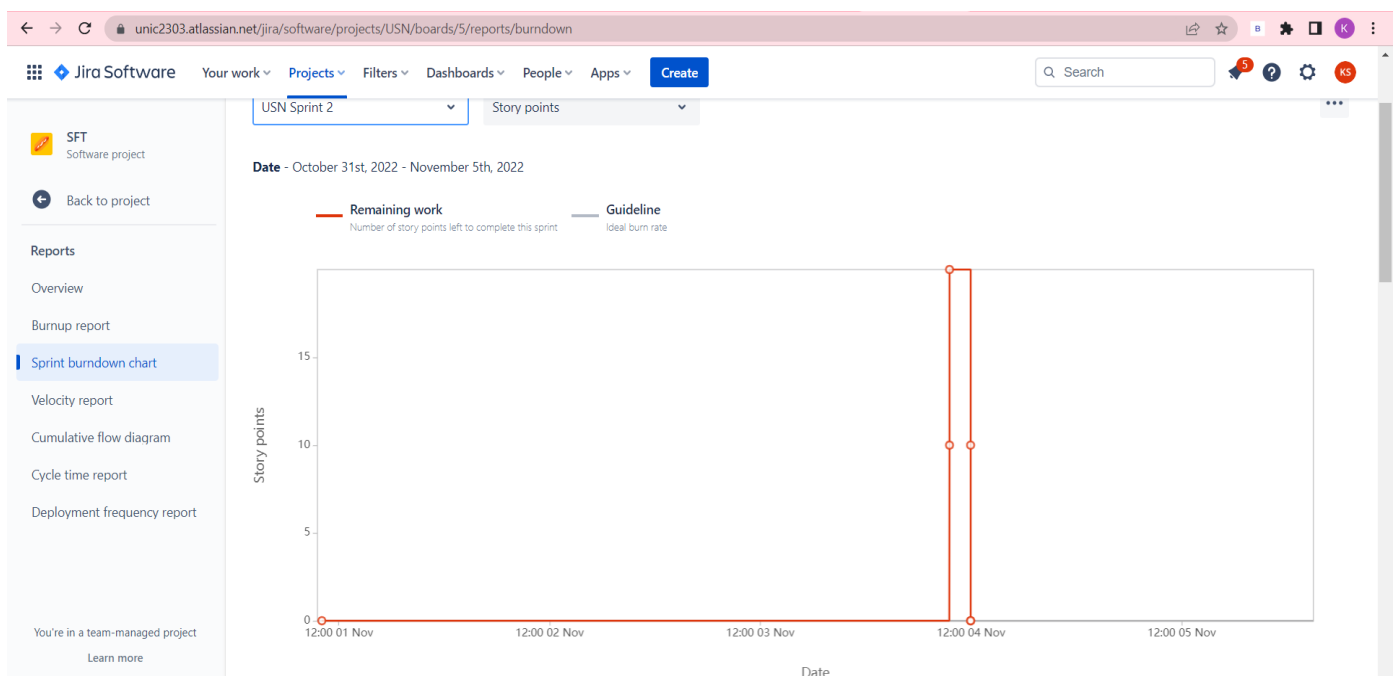 unic2303.atlassian.net/jira/software/projects/USN/boards/5/reports/burndown
B
K
Jira Software
Your work
Projects
Filters
Dashboards
People
Apps
Create
Search
5
KS
USN Sprint 2
Story points
SFT
Software project
Back to project
Reports
Overview
Burnup report
Sprint burndown chart
Velocity report
Cumulative flow diagram
Cycle time report
Deployment frequency report
You're in a team-managed project
Learn more
Date - October 31st, 2022 - November 5th, 2022
Remaining work
Number of story points left to complete this sprint
Guideline
Ideal burn rate
Story points
15
10
5
0
12:00 01 Nov
12:00 02 Nov
12:00 03 Nov
12:00 04 Nov
12:00 05 Nov
Date